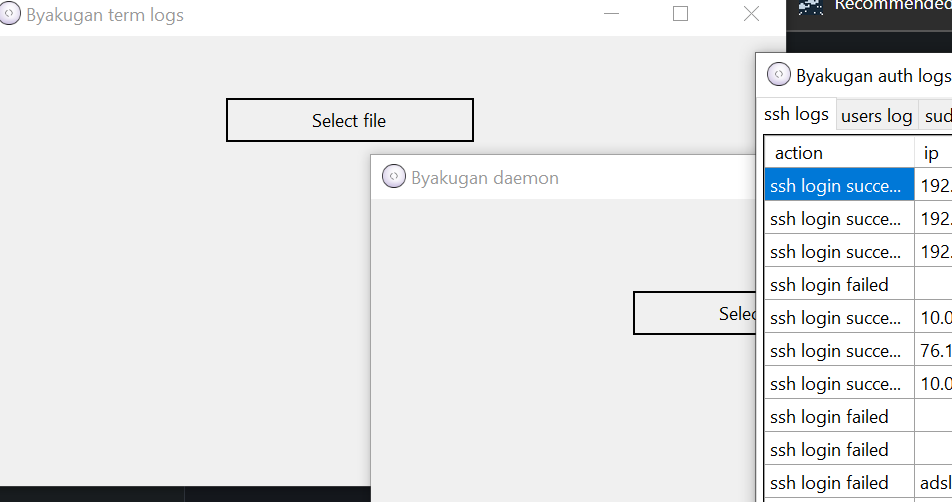 Byakugan term logs
Recommended
Select file
Byakugan daemon
Selec
Byakugan auth logs
ssh logs users log sud
action ip
ssh login succe... 192.
ssh login succe... 192.
ssh login succe... 192.
ssh login failed
ssh login succe... 10.0
ssh login succe... 76.1
ssh login succe... 10.0
ssh login failed
ssh login failed
ssh login failed adsl